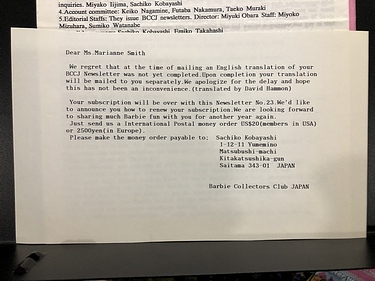 inquiries. Miyako Iijima, Sachiko Kobayashi
4.Account committee: Keiko Nagamine, Futaba Nakamura, Taeko Muraki
5.Editorial Staffs: They issue BCCJ newsletters. Director: Miyuki Obura Staff: Miyoko
Mizuhara, Sumiko Watanabe
Sachiko Kobayashi, Emiko Takahashi
Dear Ms.Marianne Smith
We regret that at the time of mailing an English translation of your
BCCJ Newsletter was not yet completed.Upon completion your translation
will be mailed to you separately.We apologize for the delay and hope
this has not been an inconvenience.(translated by David Hammon)
Your subscription will be over with this Newsletter No.23.We'd like
to announce you how to renew your subscription.We are looking forward
to sharing much Barbie fun with you for another year again.
Just send us a International Postal money order US$20(members in USA)
or 2500yen(in Europe).
Please make the money order payable to; Sachiko Kobayashi
1-12-11 Yumemino
Matsubushi-machi
Kitakatsushika-gun
Saitama 343-01 JAPAN
Barbie Collectors Club JAPAN